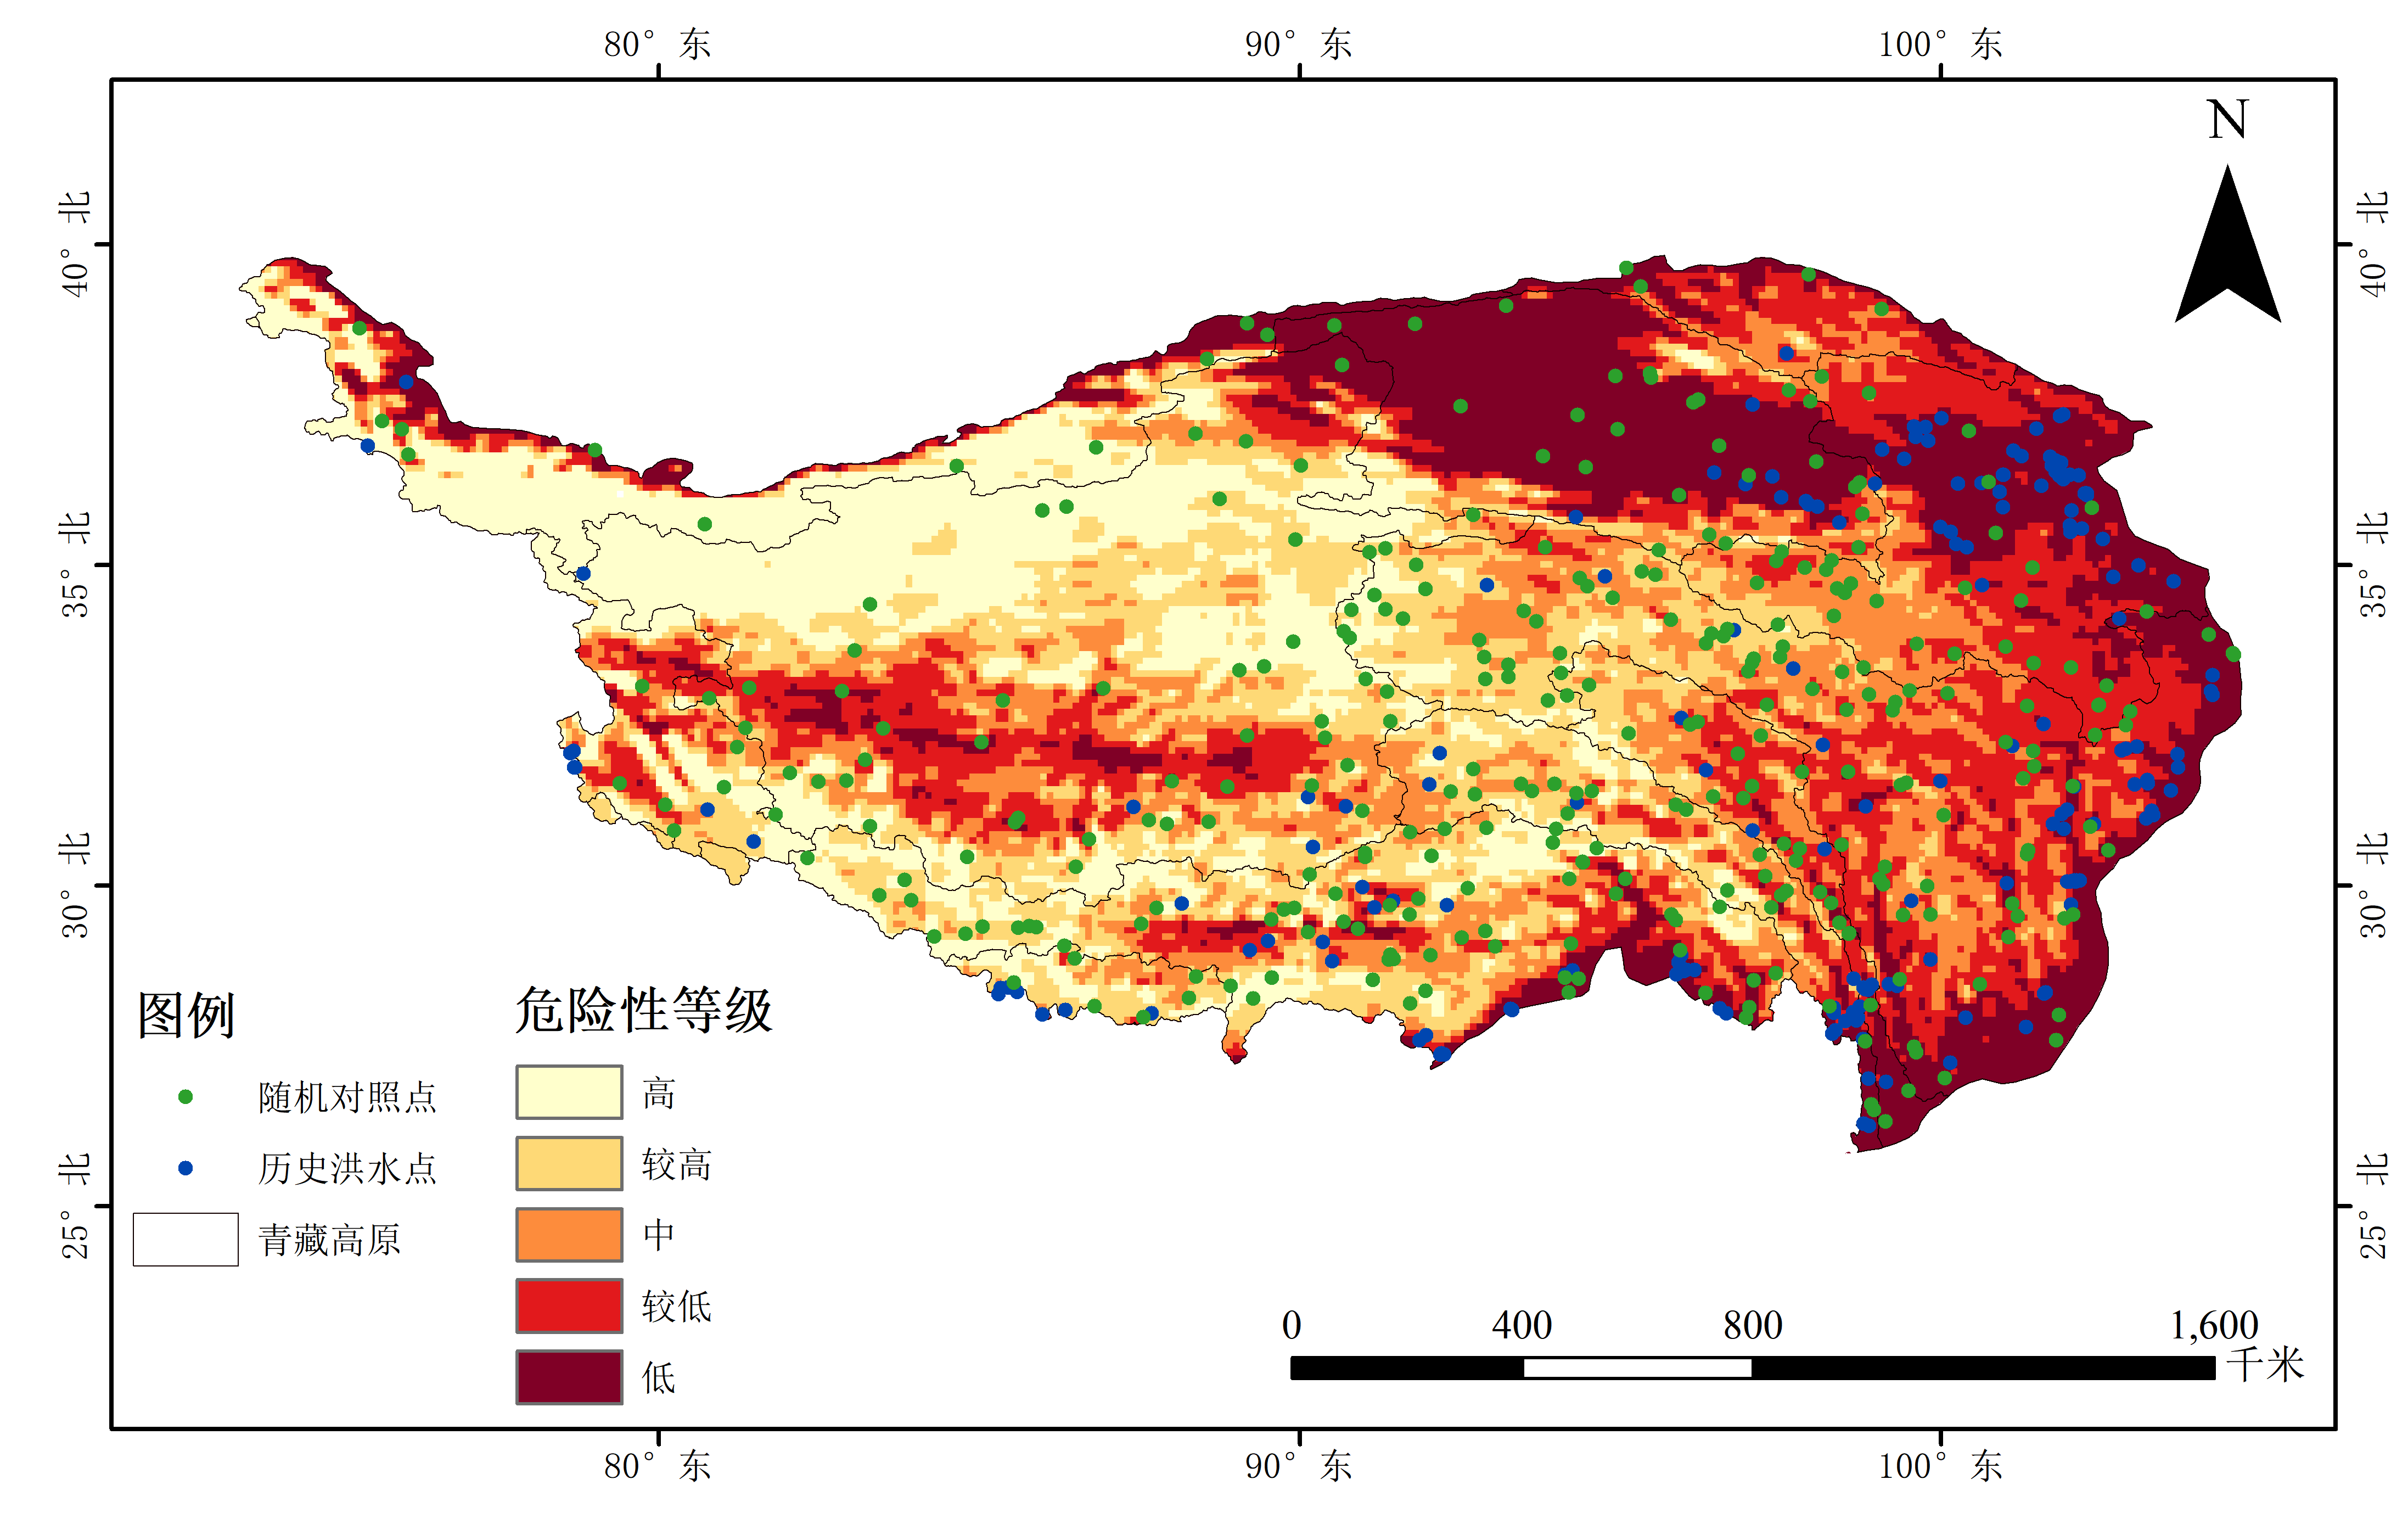 80° 东
90° 东
100° 东
N
40° 北
40° 北
35° 北
35° 北
30° 北
30° 北
25° 北
25° 北
图例
随机对照点
历史洪水点
青藏高原
危险性等级
高
较高
中
较低
低
0
400
800
1,600
千米
80° 东
90° 东
100° 东